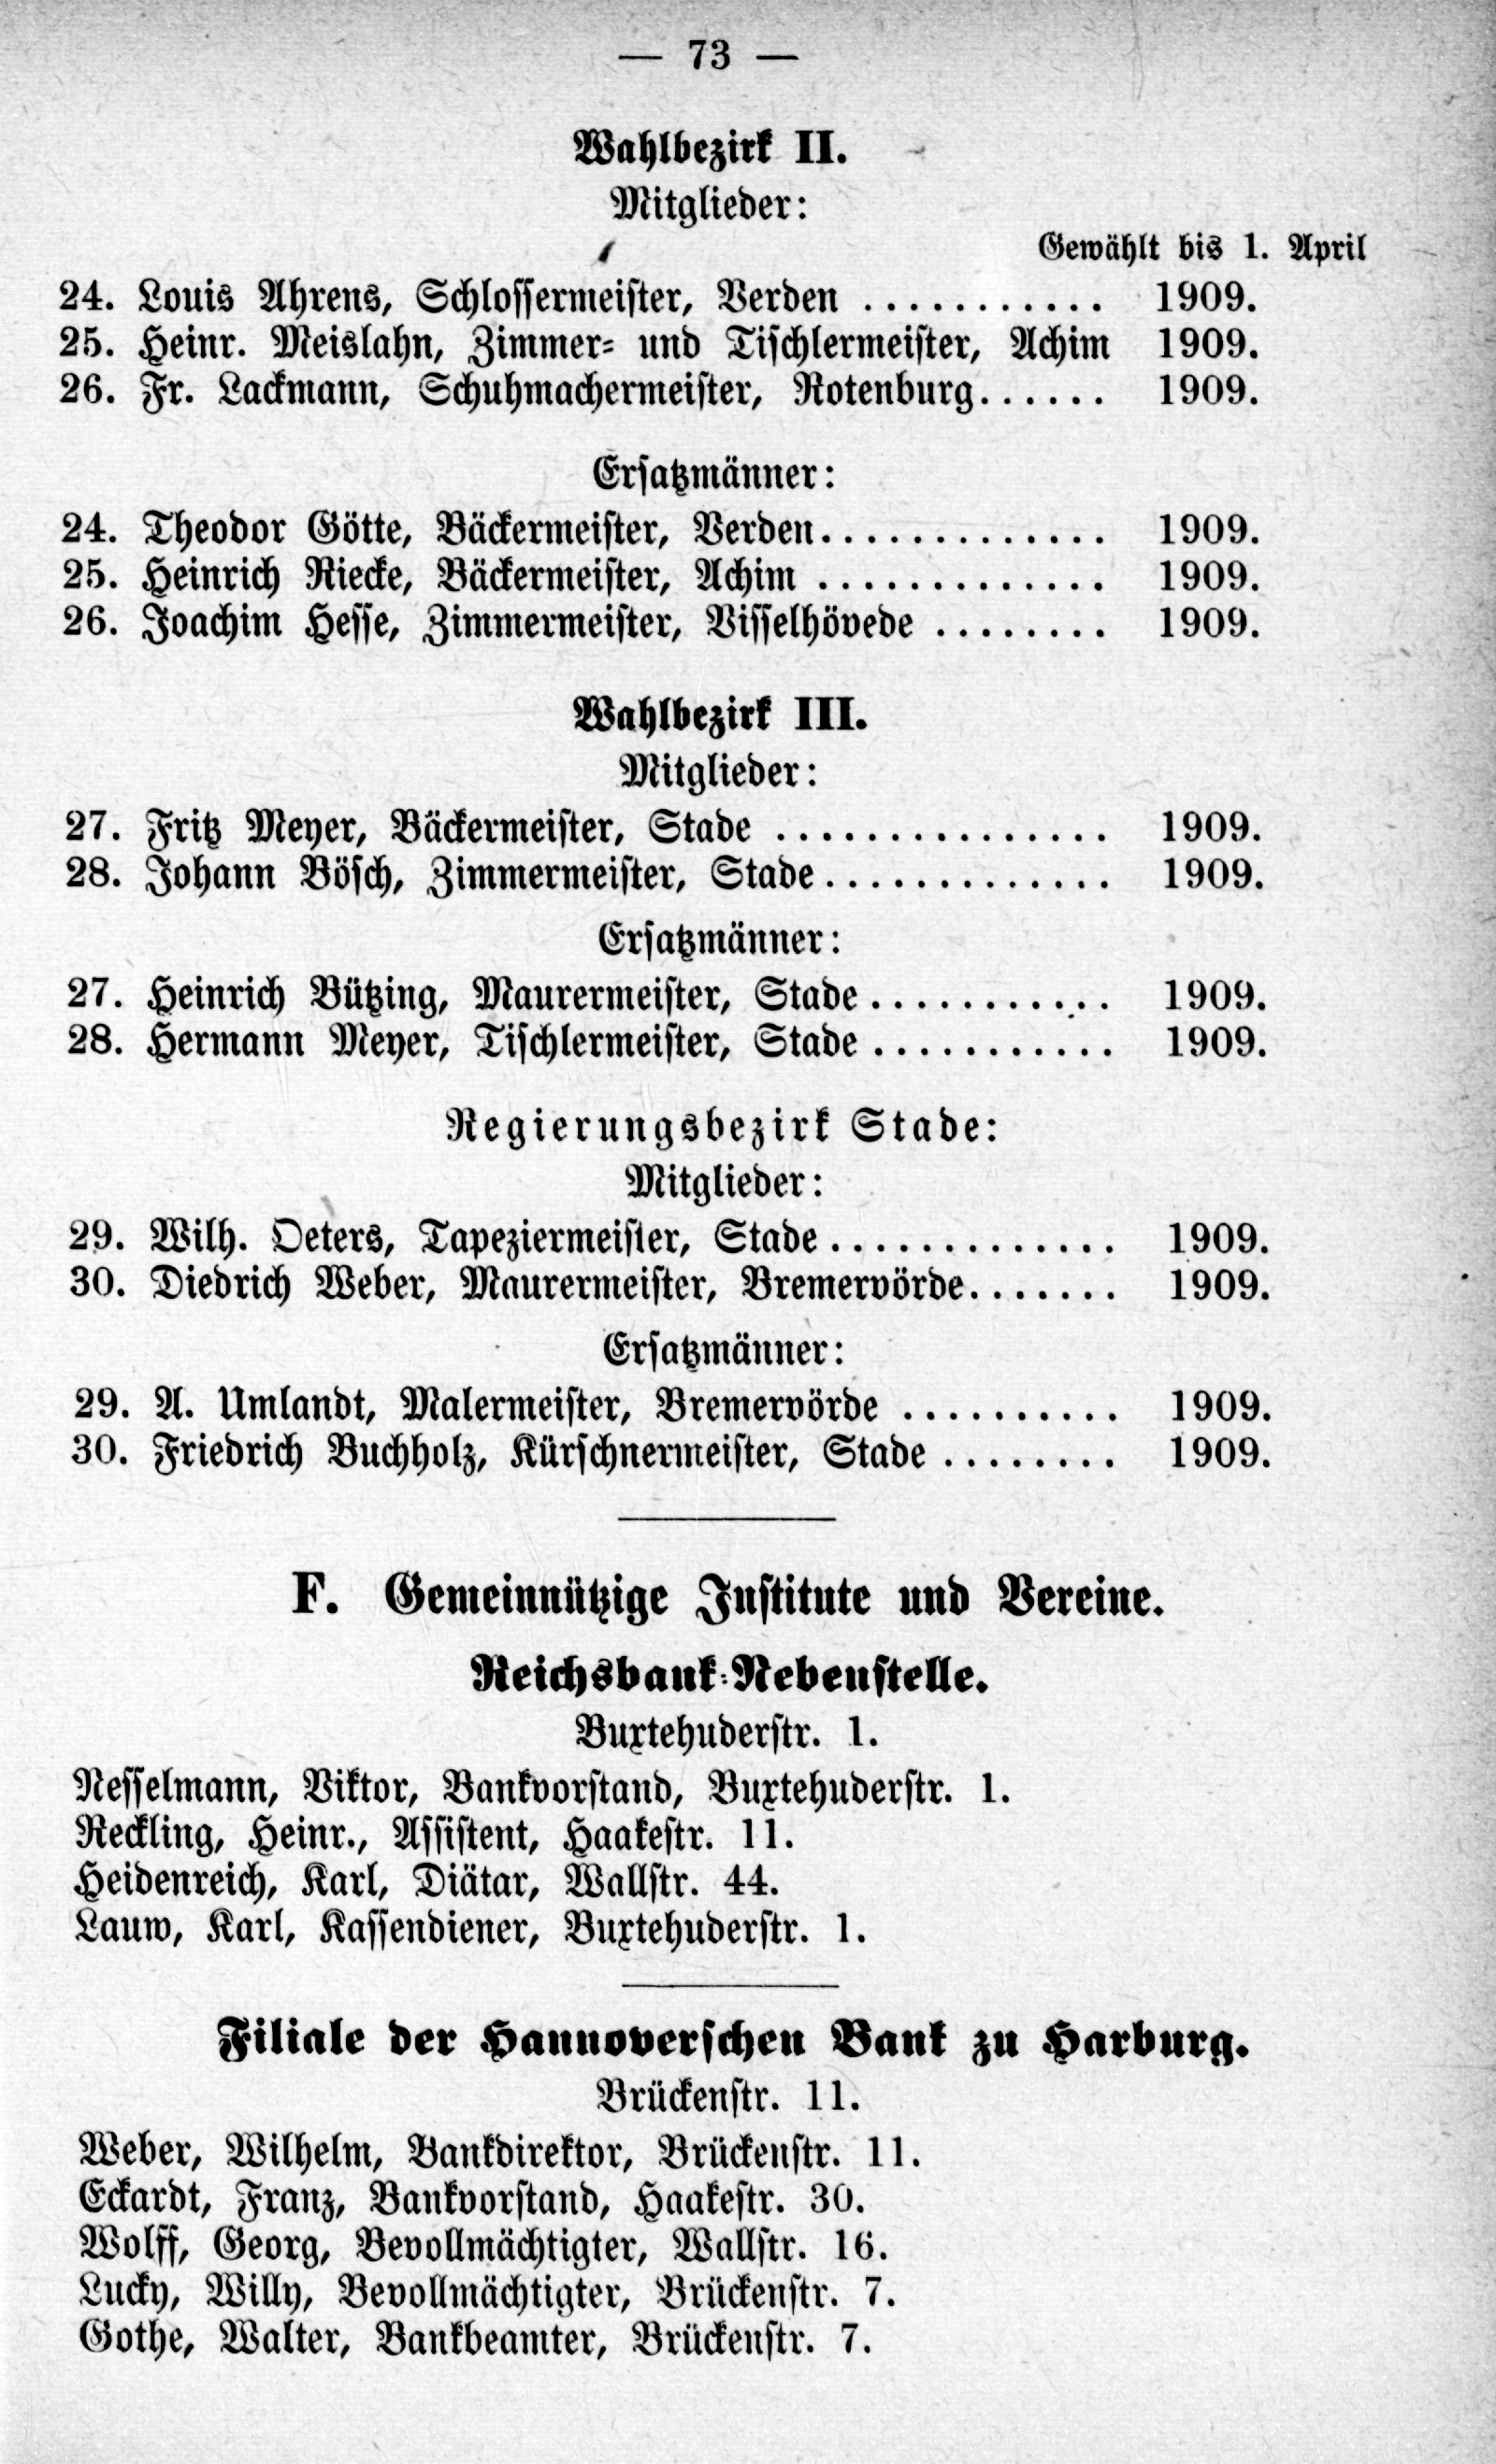 — 73 —
Wahlbezirk II.
Mitglieder:
Gewählt bis 1. April
24. Louis Ahrens, Schlossermeister, Verden ........... 1909.
25. Heinr. Meislahn, Zimmer- und Tischlermeister, Achim 1909.
26. Fr. Lackmann, Schuhmachermeister, Rotenburg...... 1909.
Ersatzmänner:
24. Theodor Götte, Bäckermeister, Verden............. 1909.
25. Heinrich Riecke, Bäckermeister, Achim ............. 1909.
26. Joachim Hesse, Zimmermeister, Visselhövede ........ 1909.
Wahlbezirk III.
Mitglieder:
27. Fritz Meyer, Bäckermeister, Stade ............... 1909.
28. Johann Bösch, Zimmermeister, Stade............. 1909.
Ersatzmänner:
27. Heinrich Bützing, Maurermeister, Stade........... 1909.
28. Hermann Meyer, Tischlermeister, Stade ........... 1909.
Regierungsbezirk Stade:
Mitglieder:
29. Wilh. Oeters, Tapeziermeister, Stade............. 1909.
30. Diedrich Weber, Maurermeister, Bremervörde....... 1909.
Ersatzmänner:
29. A. Umlandt, Malermeister, Bremervörde .......... 1909.
30. Friedrich Buchholz, Kürschnermeister, Stade ........ 1909.
F. Gemeinnützige Institute und Vereine.
Reichsbank-Nebenstelle.
Buxtehuderstr. 1.
Nesselmann, Viktor, Bankvorstand, Buxtehuderstr. 1.
Reckling, Heinr., Assistent, Haakestr. 11.
Heidenreich, Karl, Diätar, Wallstr. 44.
Lauw, Karl, Kassendiener, Buxtehuderstr. 1.
Filiale der Hannoverschen Bank zu Harburg.
Brückenstr. 11.
Weber, Wilhelm, Bankdirektor, Brückenstr. 11.
Eckardt, Franz, Bankvorstand, Haakestr. 30.
Wolff, Georg, Bevollmächtigter, Wallstr. 16.
Lucky, Willy, Bevollmächtigter, Brückenstr. 7.
Gothe, Walter, Bankbeamter, Brückenstr. 7.